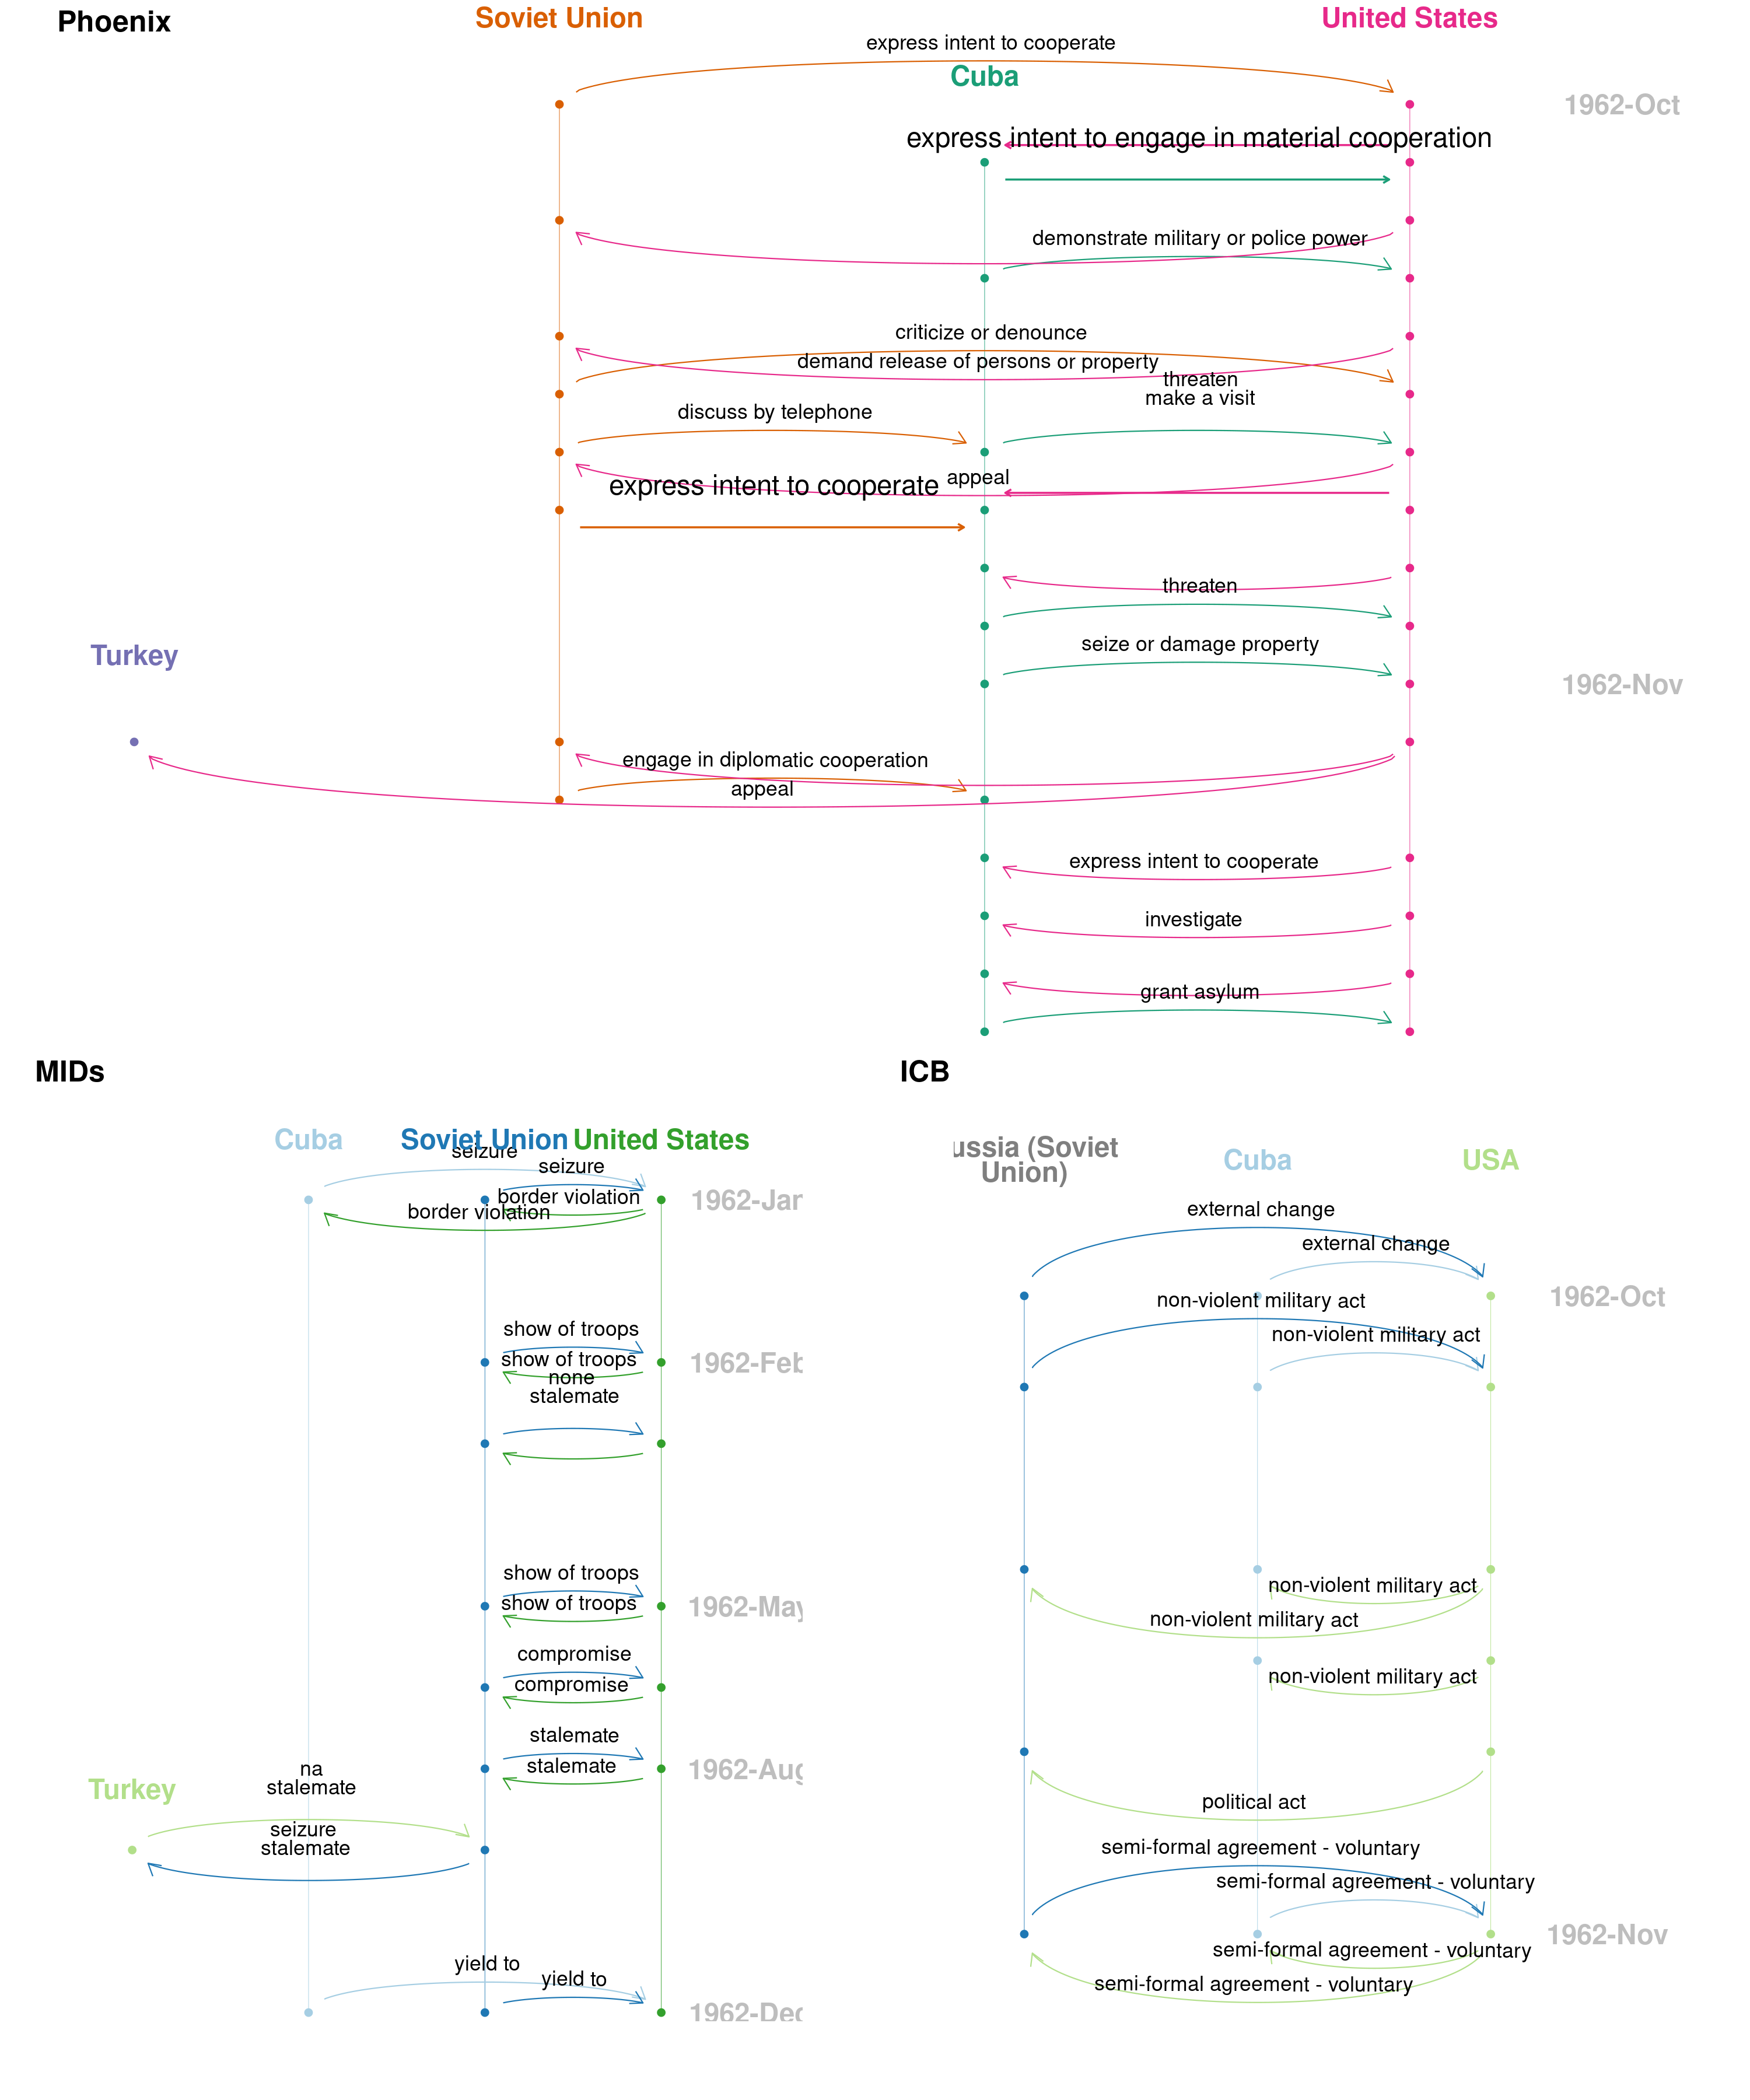 Phoenix
Soviet Union
United States
express intent to cooperate
Cuba
1962-Oct
express intent to engage in material cooperation
demonstrate military or police power
criticize or denounce
demand release of persons or property
threaten
make a visit
discuss by telephone
appeal
express intent to cooperate
threaten
seize or damage property
Turkey
1962-Nov
engage in diplomatic cooperation
appeal
express intent to cooperate
investigate
grant asylum
MIDs
Cuba
Soviet Union
United States
seizure
seizure
border violation
1962-Jan
border violation
show of troops
show of troops
1962-Feb
none
stalemate
show of troops
show of troops
1962-May
compromise
compromise
stalemate
stalemate
1962-Aug
na
stalemate
Turkey
seizure
stalemate
yield to
yield to
1962-Dec
ICB
ussia (Soviet
Union)
Cuba
USA
external change
external change
1962-Oct
non-violent military act
non-violent military act
non-violent military act
non-violent military act
non-violent military act
political act
semi-formal agreement - voluntary
semi-formal agreement - voluntary
1962-Nov
semi-formal agreement - voluntary
semi-formal agreement - voluntary